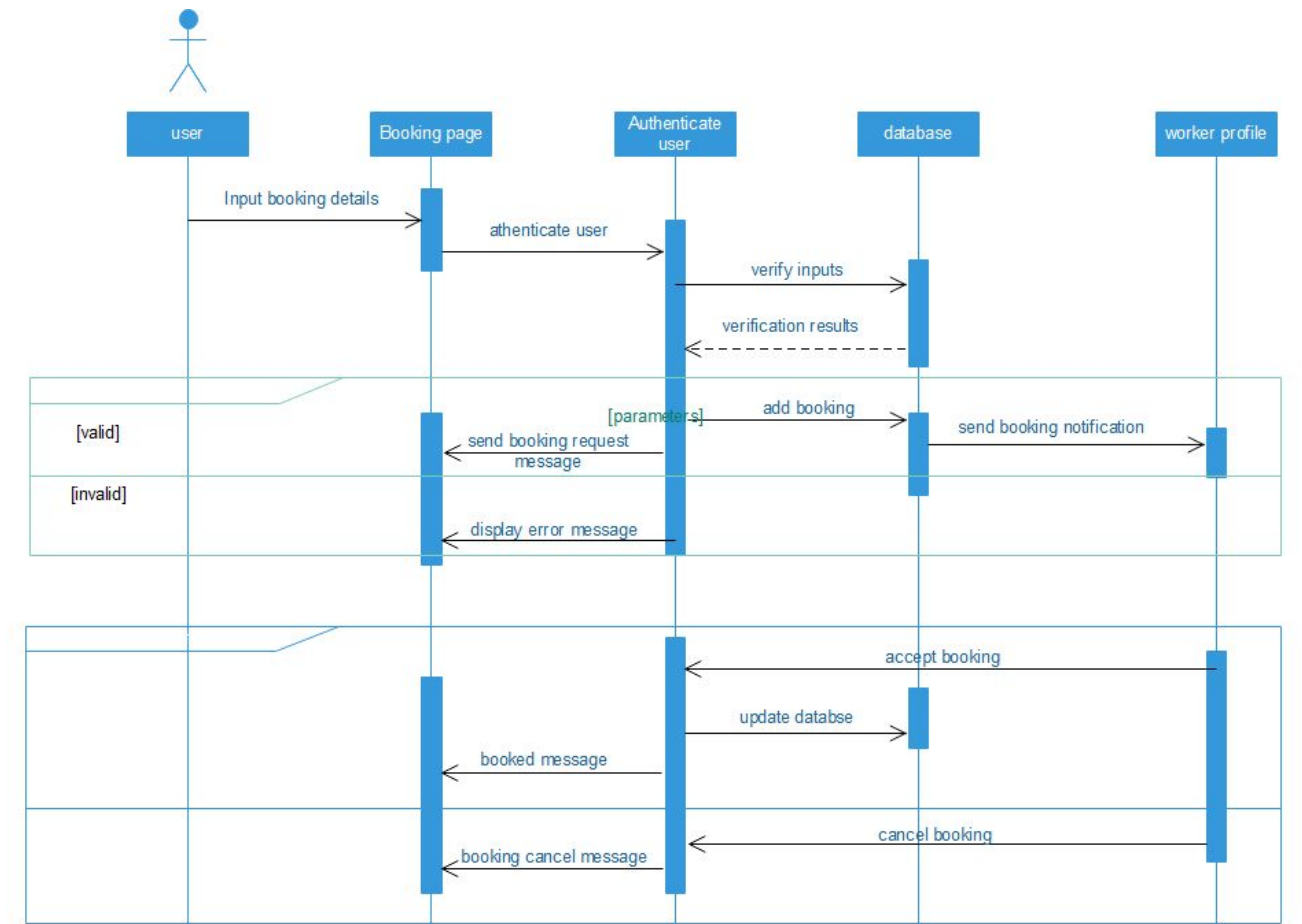 user
Booking page
Authenticate
user
database
worker profile
Input booking details
athenticate user
verify inputs
verification results
[parameters]
add booking
[valid]
send booking notification
send booking request
message
[invalid]
display error message
accept booking
update databse
booked message
cancel booking
booking cancel message